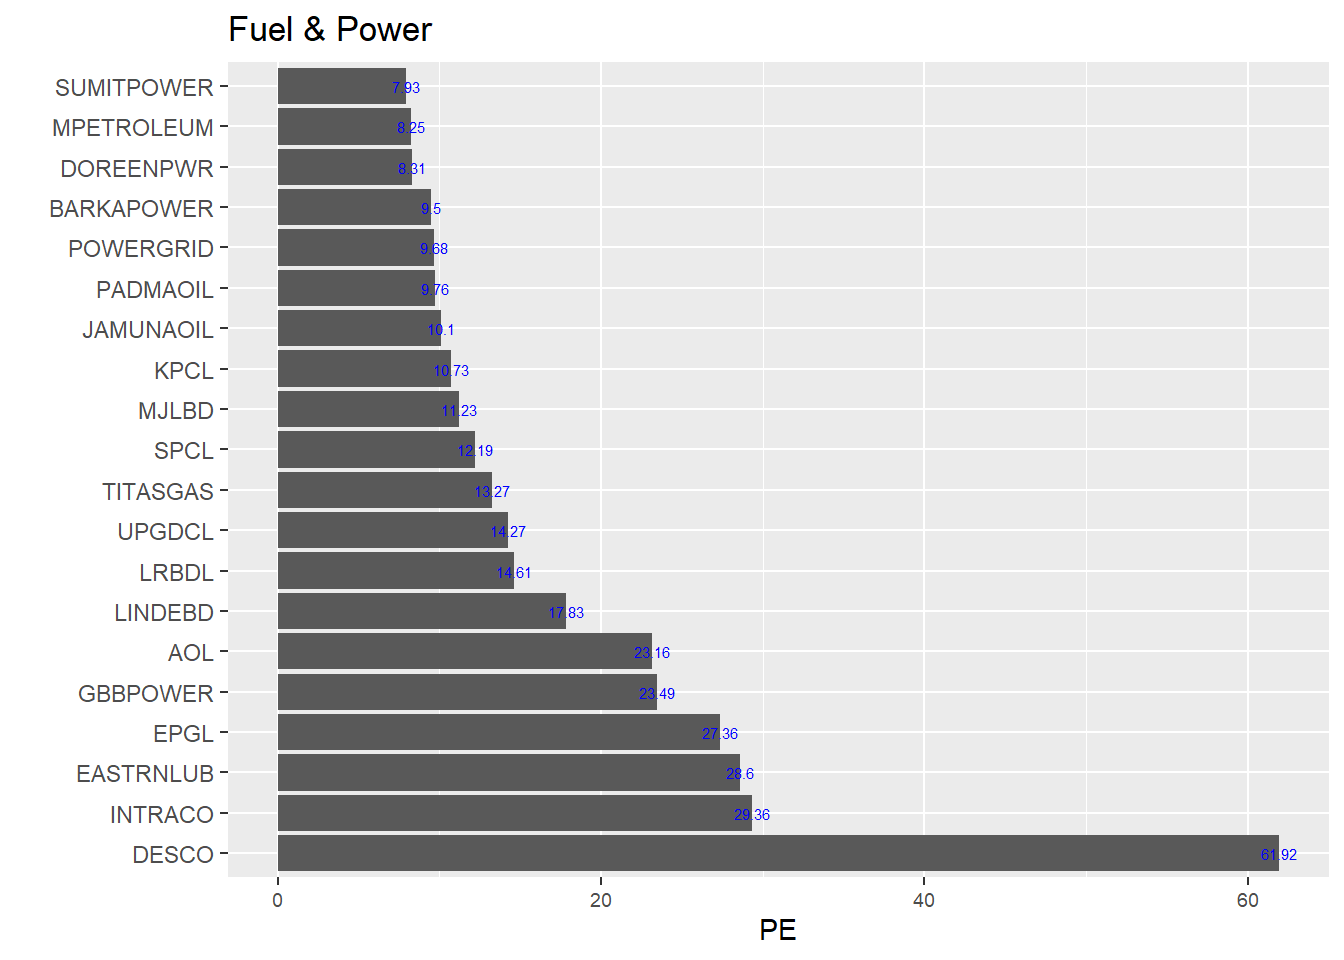 Fuel & Power
SUMITPOWER 7.93
MPETROLEUM 8.25
DOREENPWR 8.31
BARKAPOWER 9.5
POWERGRID 9.68
PADMAOIL 9.76
JAMUNAOIL 10.1
KPCL 10.73
MJLBD 11.23
SPCL 12.19
TITASGAS 13.27
UPGDCL 14.27
LRBDL 14.61
LINDEBD 17.83
AOL 23.16
GBBPOWER 23.49
EPGL 27.36
EASTRNLUB 28.6
INTRACO 29.36
DESCO 61.92
0 20 40 60
PE